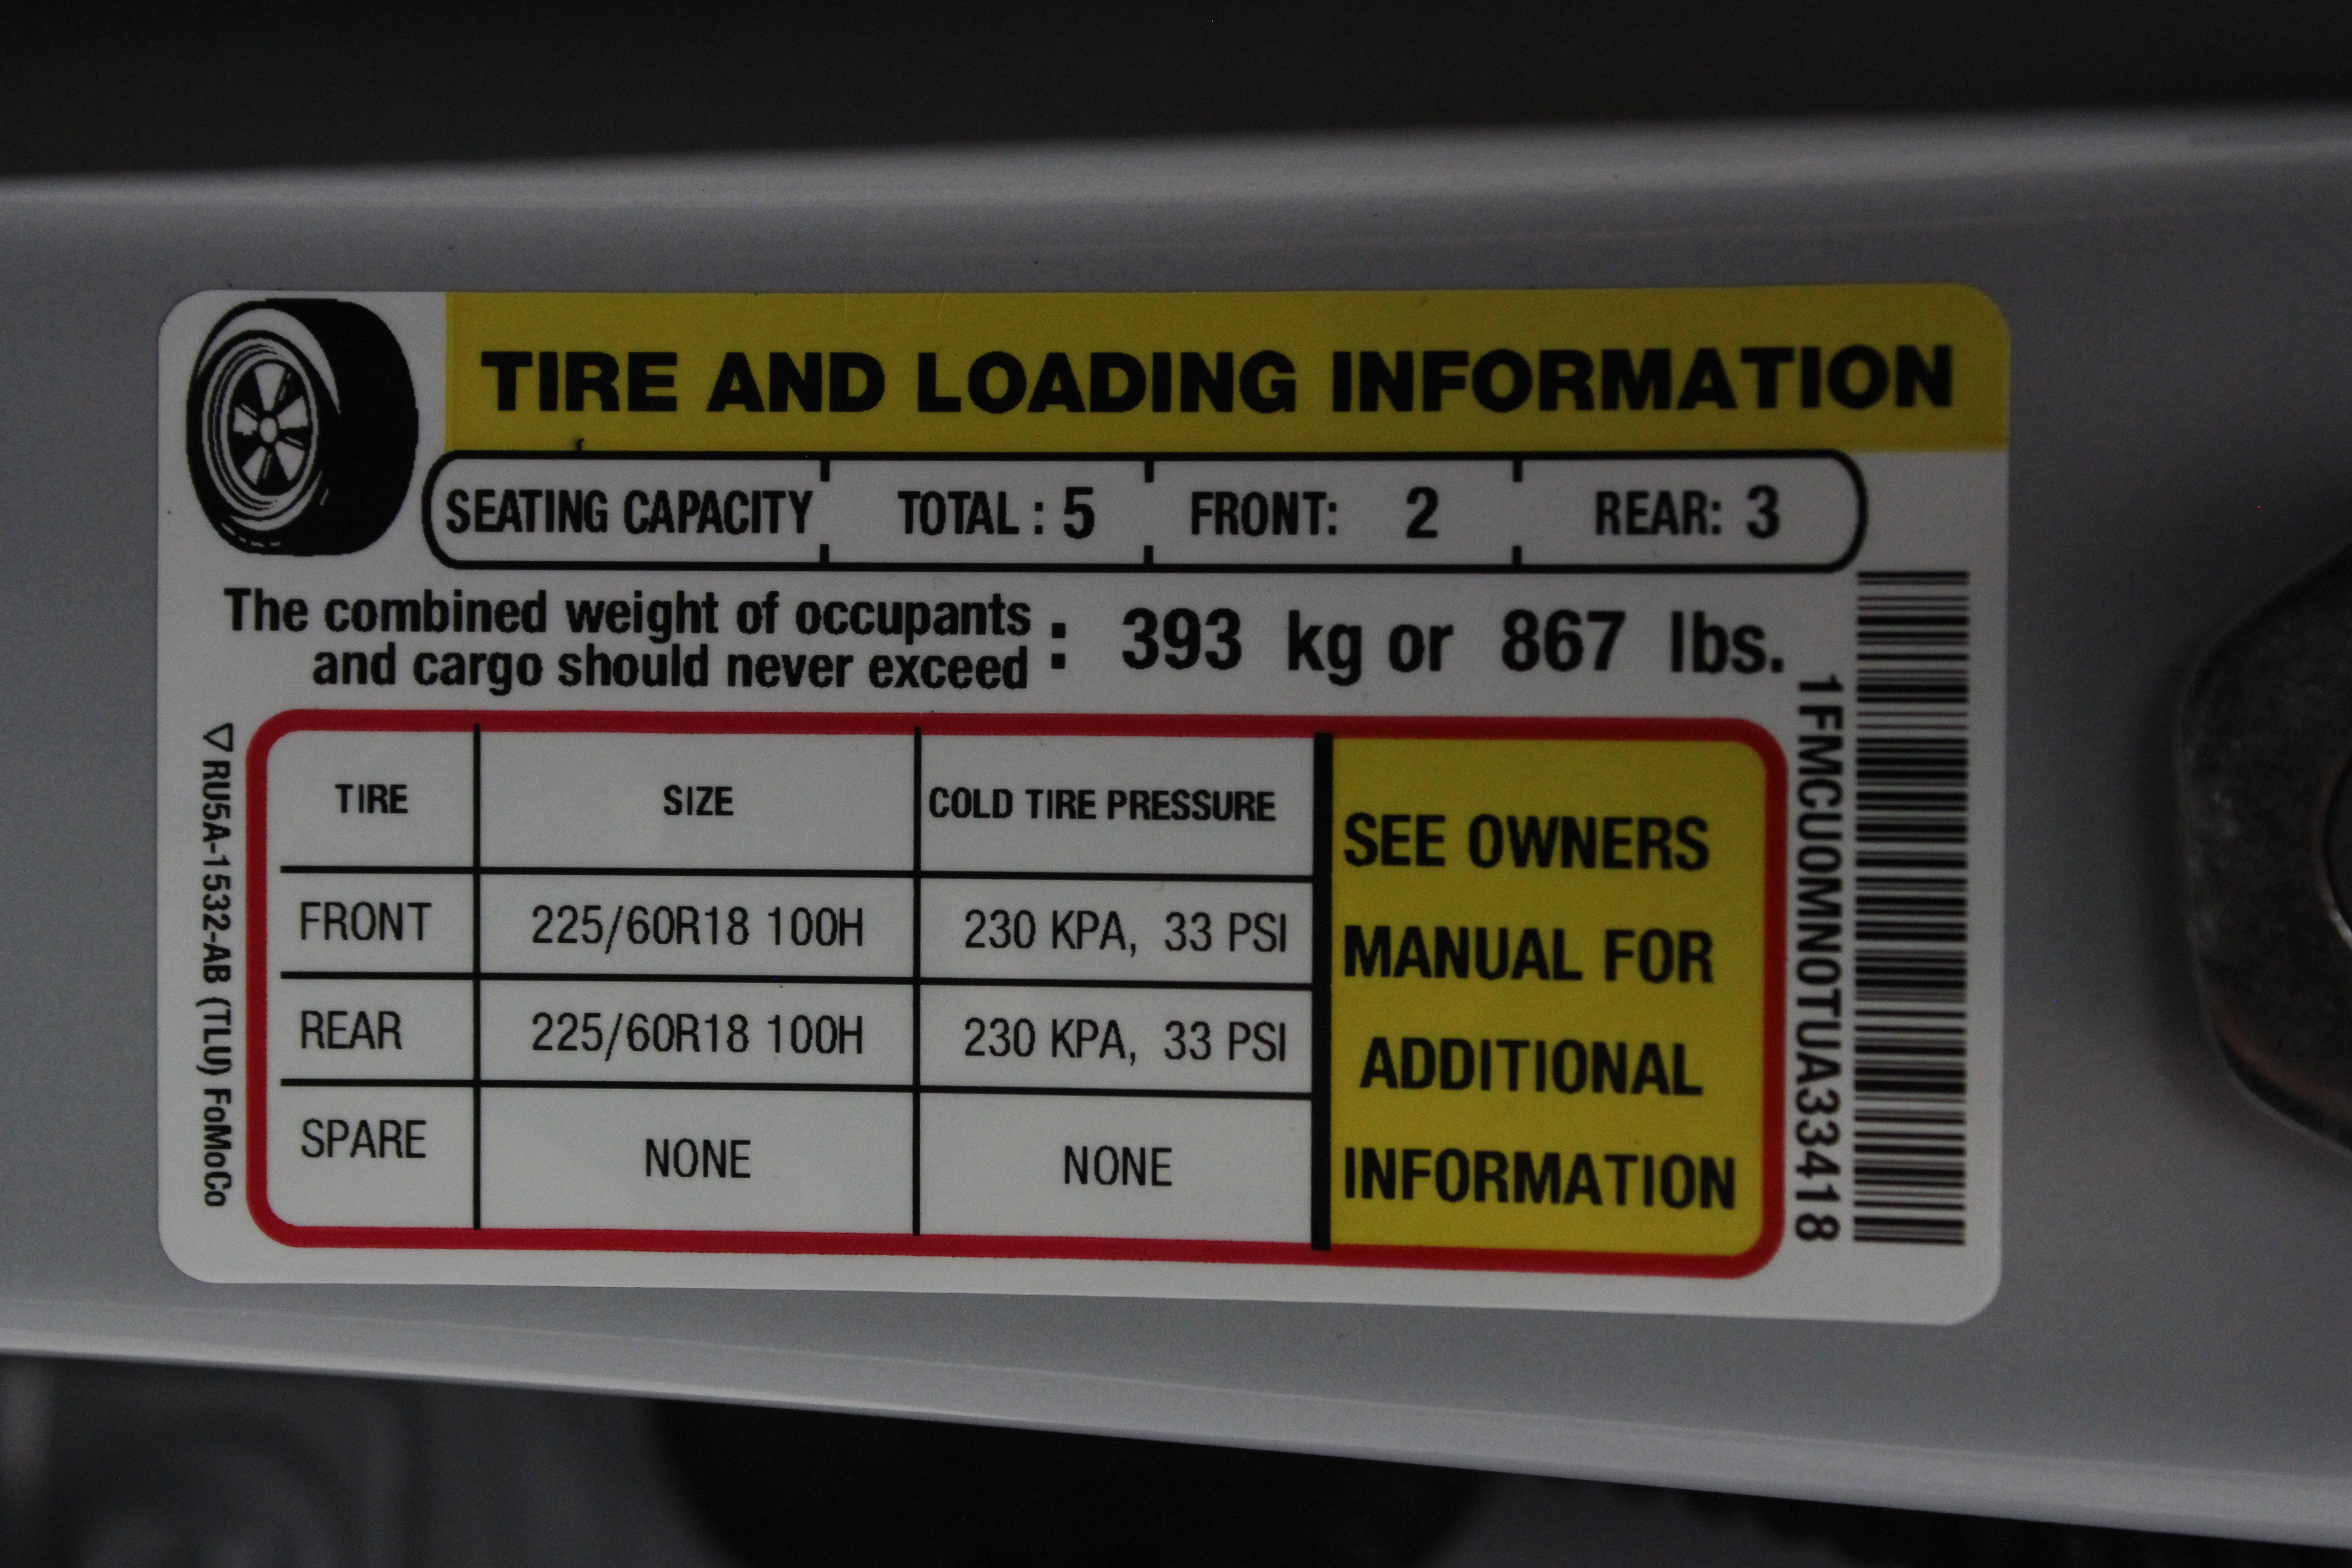 TIRE AND LOADING INFORMATION
SEATING CAPACITY TOTAL : 5 FRONT: 2 REAR: 3
The combined weight of occupants
and cargo should never exceed : 393 kg or 867 lbs.
TIRE SIZE COLD TIRE PRESSURE
FRONT 225/60R18 100H 230 KPA, 33 PSI
REAR 225/60R18 100H 230 KPA, 33 PSI
SPARE NONE NONE
SEE OWNERS
MANUAL FOR
ADDITIONAL
INFORMATION
1FMCU0MN0TUA33418
RU5A-1532-AB (TLU) FoMoCo